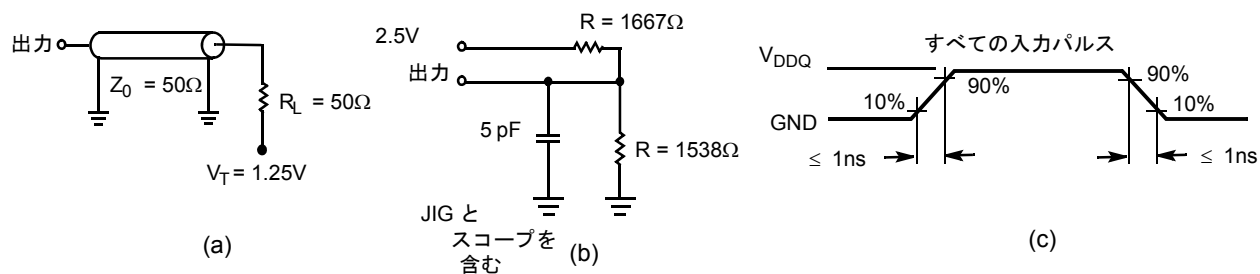 出力
Z0 = 50Ω
RL = 50Ω
VT = 1.25V
(a)
R = 1667Ω
2.5V
出力
5 pF
R = 1538Ω
JIG と
スコープを
含む
(b)
すべての入力パルス
VDDQ
GND
10%
90%
90%
10%
≤ 1ns
≤ 1ns
(c)